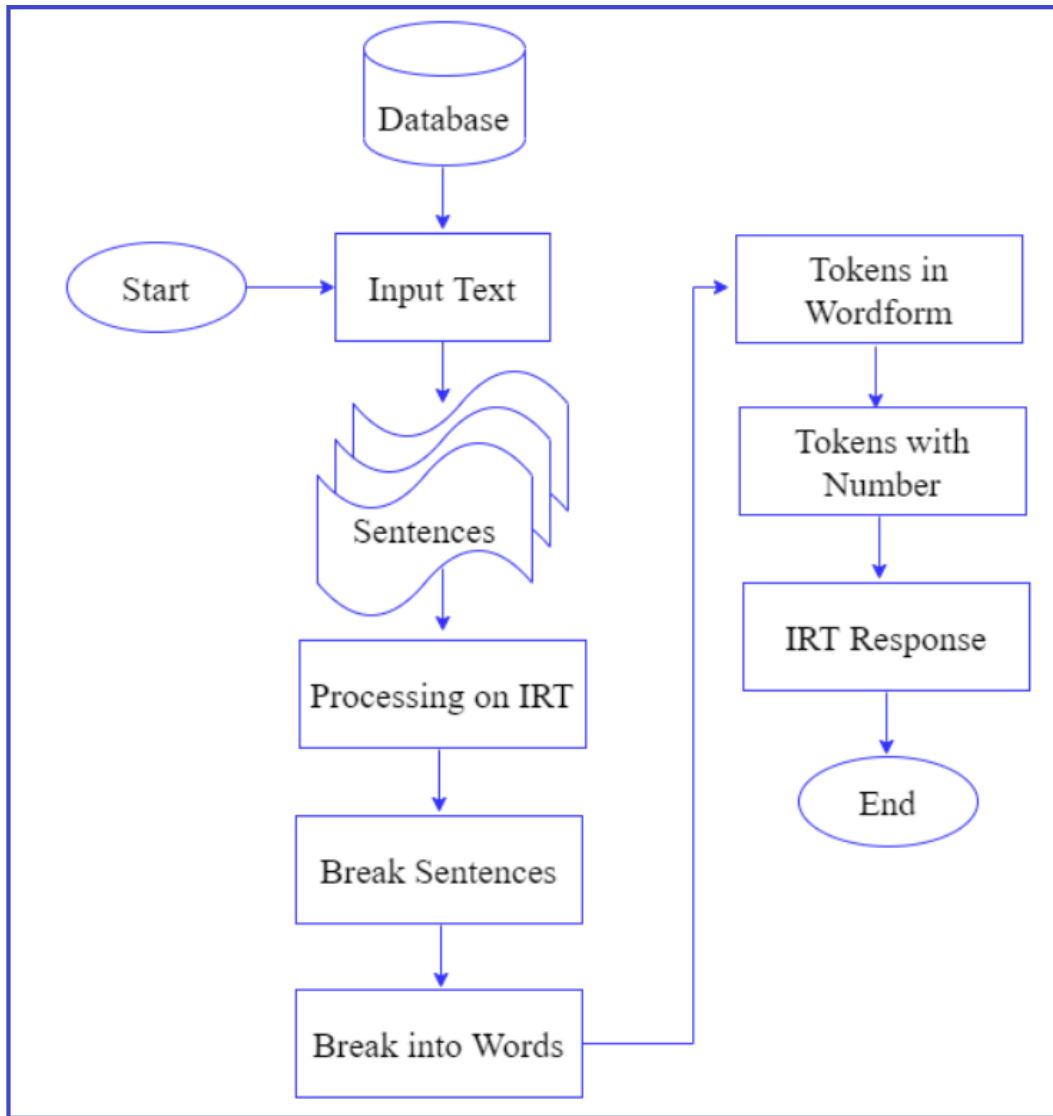 Database
Start
Input Text
Sentences
Processing on IRT
Break Sentences
Break into Words
Tokens in
Wordform
Tokens with
Number
IRT Response
End